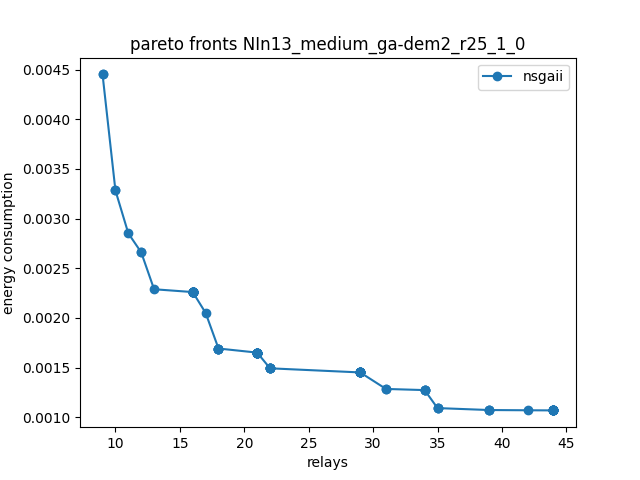 pareto fronts NIn13_medium_ga-dem2_r25_1_0
nsgaii
energy consumption
0.0045
0.0040
0.0035
0.0030
0.0025
0.0020
0.0015
0.0010
10 15 20 25 30 35 40 45
relays